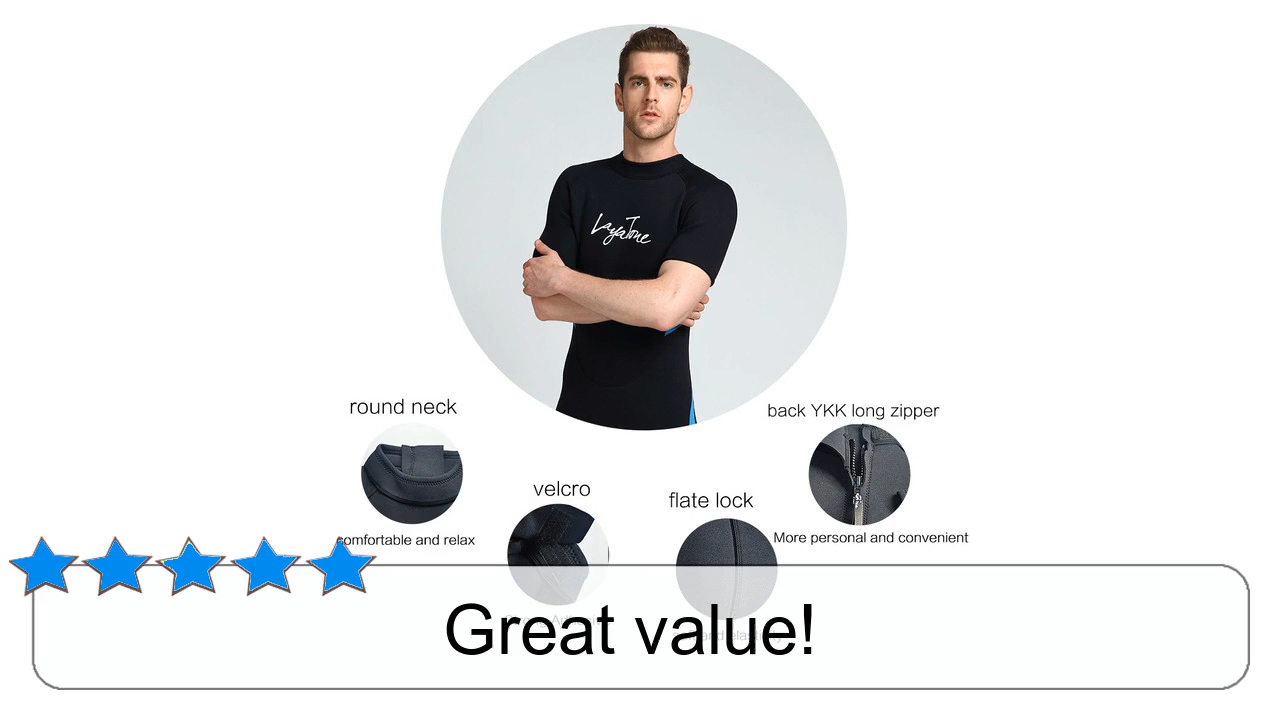 LayaTone
round neck
back YKK long zipper
velcro
flate lock
comfortable and relax
More personal and convenient
Great value!